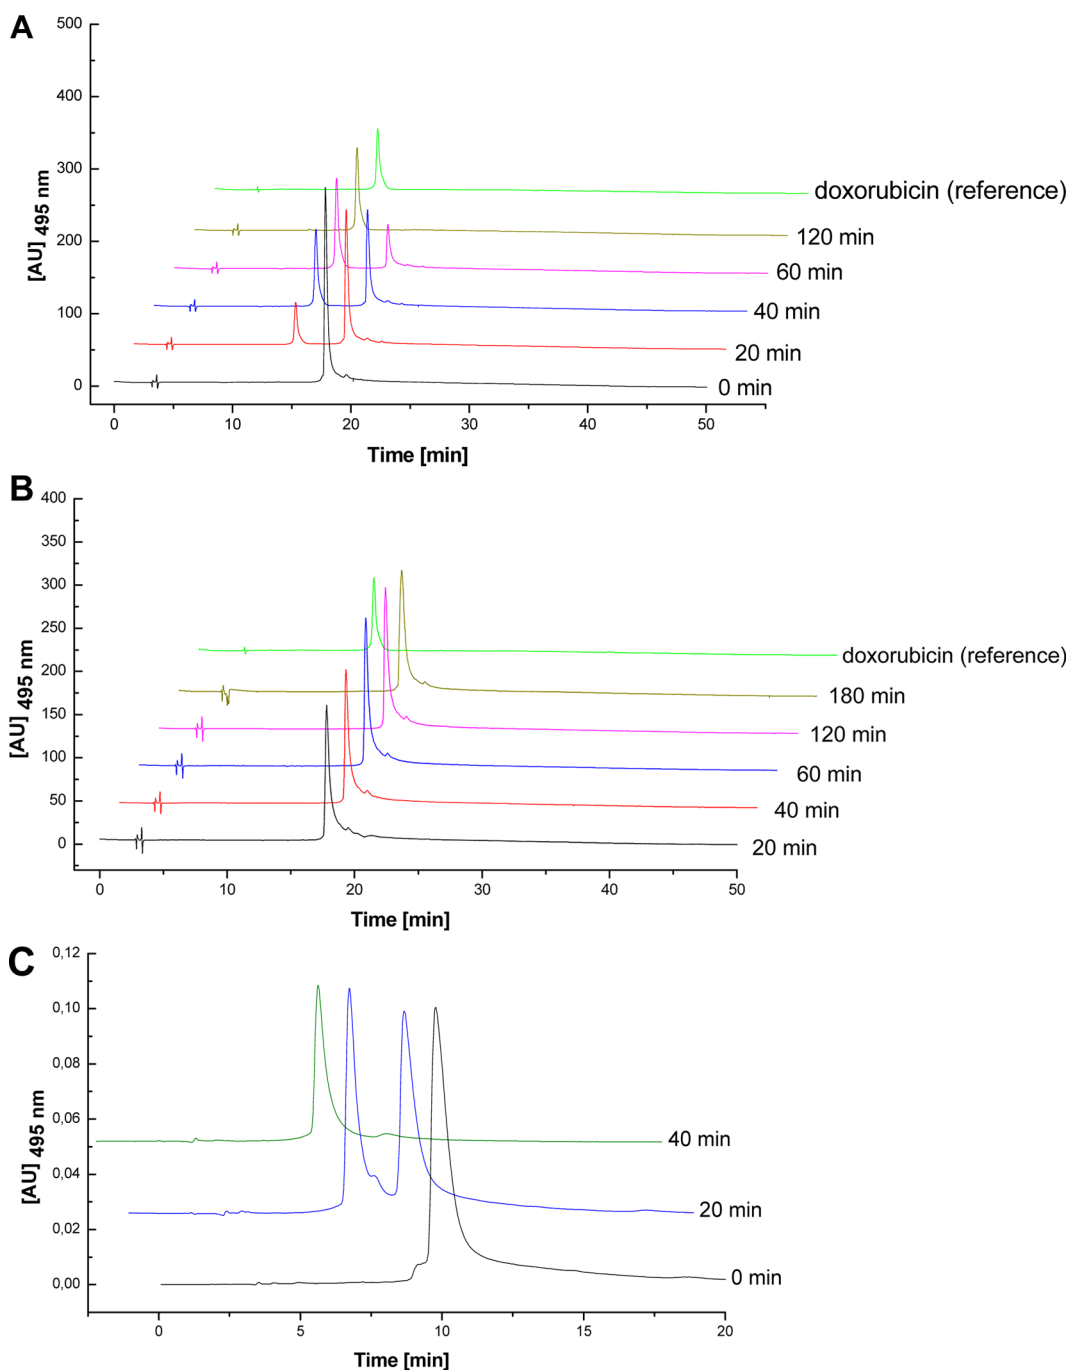 A
500
400
300
200
100
0
[AU] 495 nm
doxorubicin (reference)
120 min
60 min
40 min
20 min
0 min
0 10 20 30 40 50
Time [min]
B
400
350
300
250
200
150
100
50
0
[AU] 495 nm
doxorubicin (reference)
180 min
120 min
60 min
40 min
20 min
0 10 20 30 40 50
Time [min]
C
0,12
0,10
0,08
0,06
0,04
0,02
0,00
[AU] 495 nm
40 min
20 min
0 min
0 5 10 15 20
Time [min]